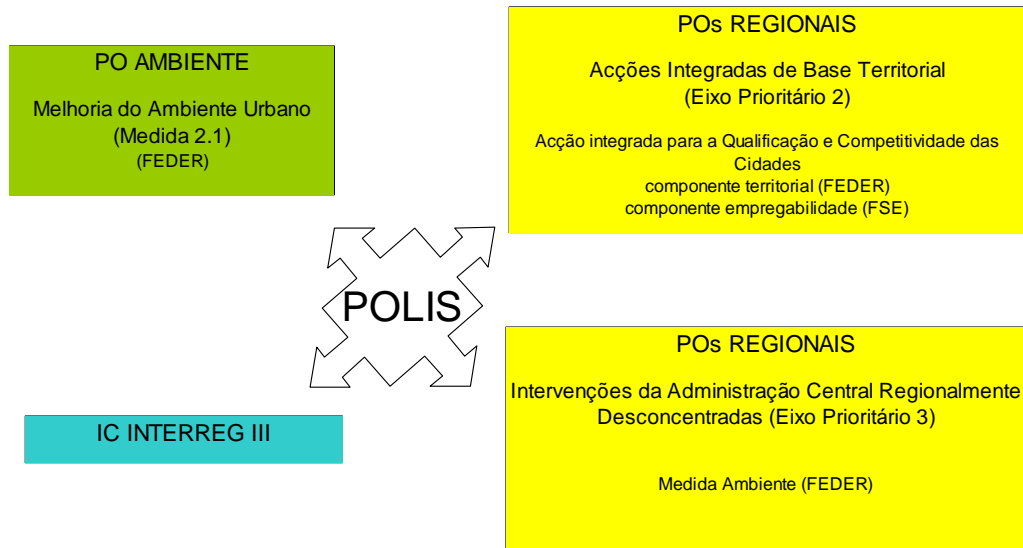 PO AMBIENTE
Melhoria do Ambiente Urbano
(Medida 2.1)
(FEDER)
POs REGIONAIS
Acções Integradas de Base Territorial
(Eixo Prioritário 2)
Acção integrada para a Qualificação e Competitividade das
Cidades
componente territorial (FEDER)
componente empregabilidade (FSE)
POLIS
IC INTERREG III
POs REGIONAIS
Intervenções da Administração Central Regionalmente
Desconcentradas (Eixo Prioritário 3)
Medida Ambiente (FEDER)